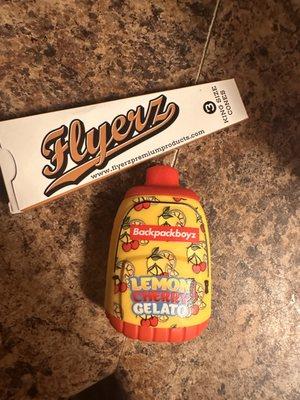 Flyerz
www.flyerzpremiumproducts.com
3
KING SIZE
CONES
Backpackboyz
LEMON
CHERRY
GELATO